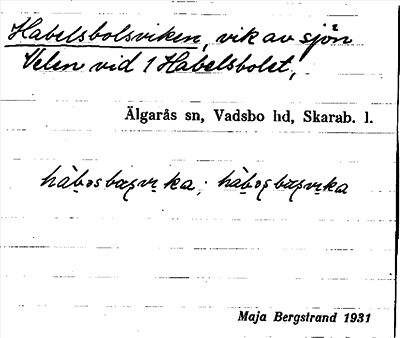 Habelsbolsviken, vik av sjön
Velen vid 1 Habelsbolet,
Älgarås sn, Vadsbo hd, Skarab. l.
Maja Bergstrand 1931